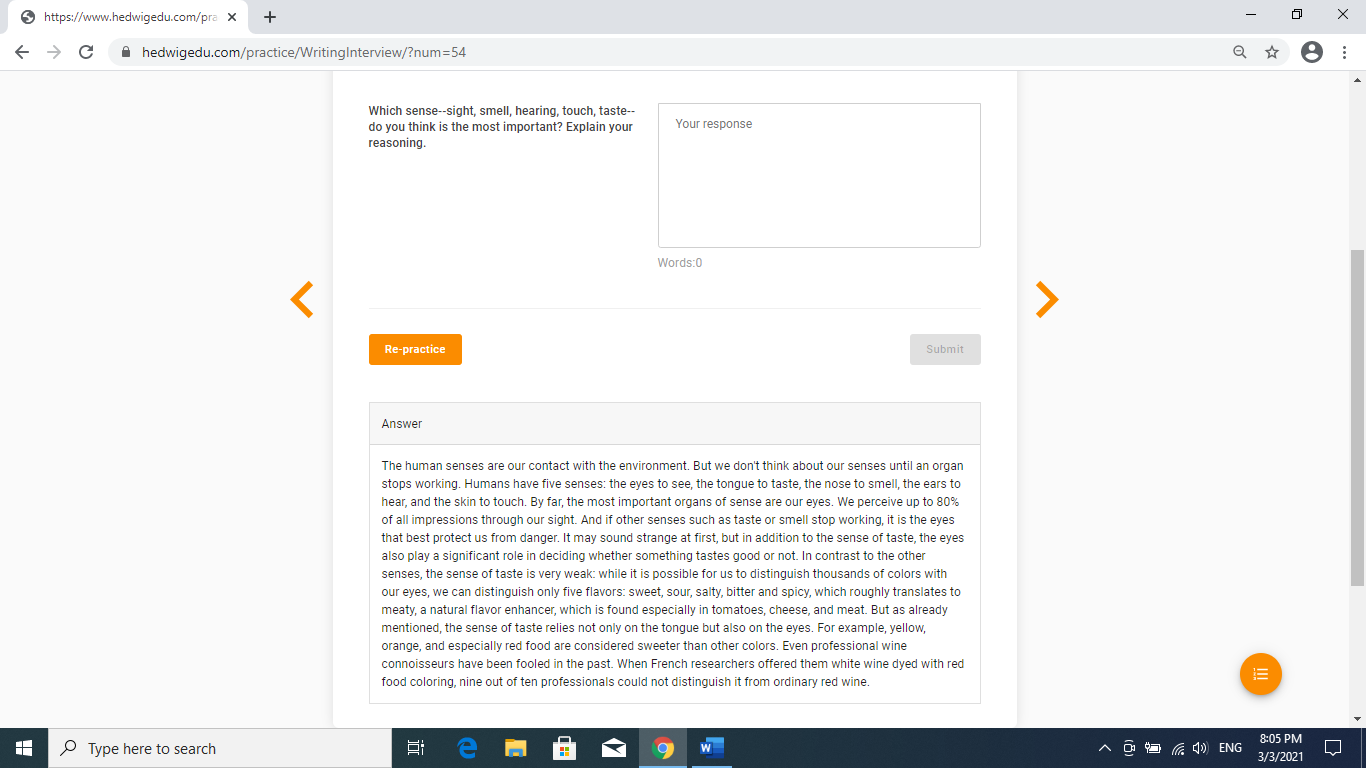 https://www.hedwigedu.com/pra
hedwigedu.com/practice/WritingInterview/?num=54
Which sense--sight, smell, hearing, touch, taste--
do you think is the most important? Explain your
reasoning.
Your response
Words:0
Re-practice
Submit
Answer
The human senses are our contact with the environment. But we don't think about our senses until an organ
stops working. Humans have five senses: the eyes to see, the tongue to taste, the nose to smell, the ears to
hear, and the skin to touch. By far, the most important organs of sense are our eyes. We perceive up to 80%
of all impressions through our sight. And if other senses such as taste or smell stop working, it is the eyes
that best protect us from danger. It may sound strange at first, but in addition to the sense of taste, the eyes
also play a significant role in deciding whether something tastes good or not. In contrast to the other
senses, the sense of taste is very weak: while it is possible for us to distinguish thousands of colors with
our eyes, we can distinguish only five flavors: sweet, sour, salty, bitter and spicy, which roughly translates to
meaty, a natural flavor enhancer, which is found especially in tomatoes, cheese, and meat. But as already
mentioned, the sense of taste relies not only on the tongue but also on the eyes. For example, yellow,
orange, and especially red food are considered sweeter than other colors. Even professional wine
connoisseurs have been fooled in the past. When French researchers offered them white wine dyed with red
food coloring, nine out of ten professionals could not distinguish it from ordinary red wine.
Type here to search
ENG
8:05 PM
3/3/2021